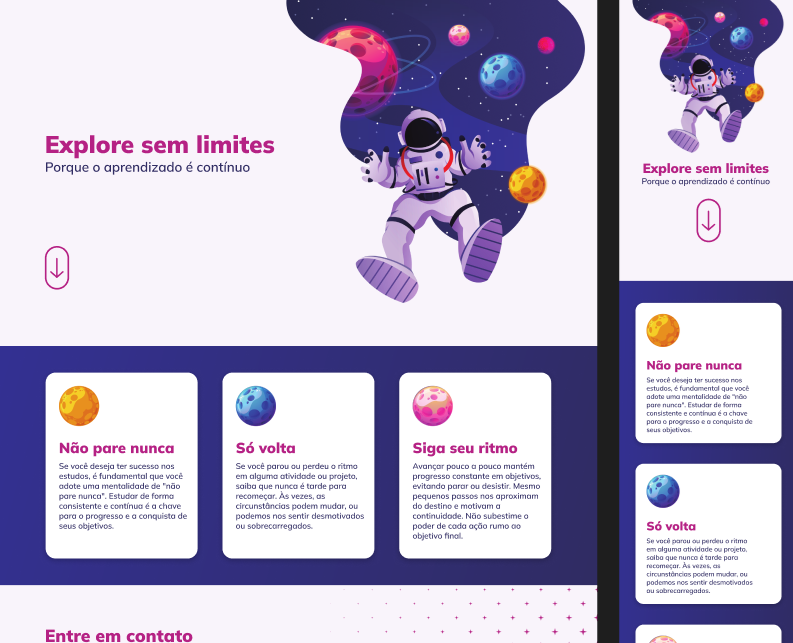 Explore sem limites
Porque o aprendizado é contínuo
Não pare nunca
Se você deseja ter sucesso nos
estudos, é fundamental que você
adote uma mentalidade de "não
pare nunca". Estudar de forma
consistente e contínua é a chave
para o progresso e a conquista de
seus objetivos.
Só volta
Se você parou ou perdeu o ritmo
em alguma atividade ou projeto,
saiba que nunca é tarde para
recomeçar. Às vezes, as
circunstâncias podem mudar, ou
podemos nos sentir desmotivados
ou sobrecarregados.
Siga seu ritmo
Avançar pouco a pouco mantém
progresso constante em objetivos,
evitando parar ou desistir. Mesmo
pequenos passos nos aproximam
do destino e motivam a
continuidade. Não subestime o
poder de cada ação rumo ao
objetivo final.
Entre em contato
Explore sem limites
Porque o aprendizado é contínuo
Não pare nunca
Se você deseja ter sucesso nos
estudos, é fundamental que você
adote uma mentalidade de "não
pare nunca". Estudar de forma
consistente e contínua é a chave
para o progresso e a conquista de
seus objetivos.
Só volta
Se você parou ou perdeu o ritmo
em alguma atividade ou projeto,
saiba que nunca é tarde para
recomeçar. Às vezes, as
circunstâncias podem mudar, ou
podemos nos sentir desmotivados
ou sobrecarregados.